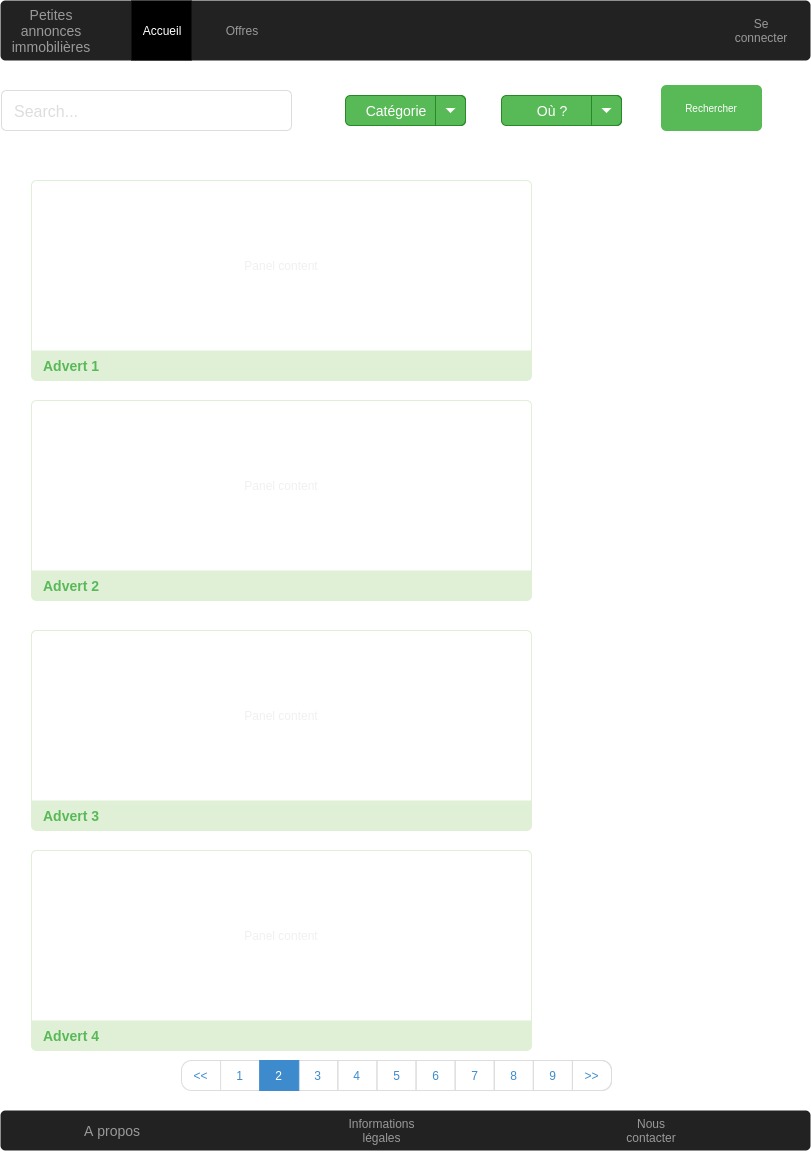 Petites
annonces
immobilières
Accueil
Offres
Se
connecter
Search...
Catégorie
Où ?
Rechercher
Panel content
Advert 1
Panel content
Advert 2
Panel content
Advert 3
Panel content
Advert 4
<< 1 2 3 4 5 6 7 8 9 >>
A propos
Informations
légales
Nous
contacter